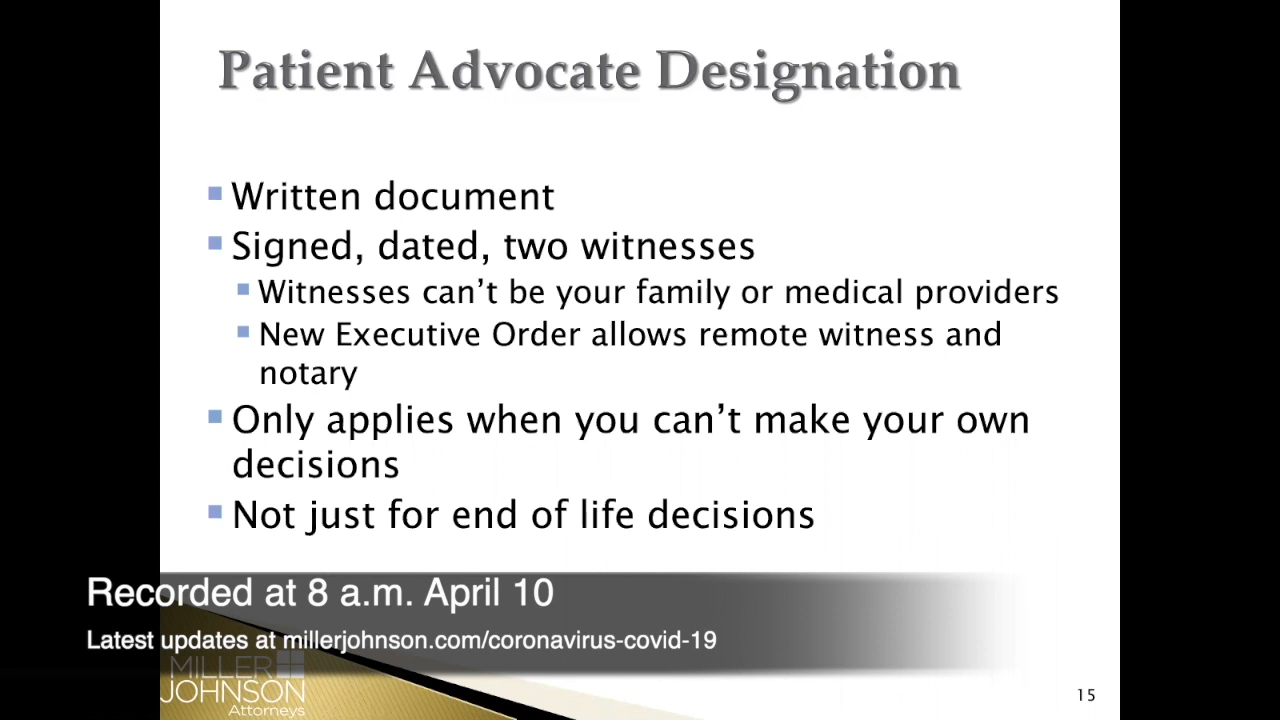 Patient Advocate Designation
Written document
Signed, dated, two witnesses
Witnesses can’t be your family or medical providers
New Executive Order allows remote witness and
notary
Only applies when you can’t make your own
decisions
Not just for end of life decisions
Recorded at 8 a.m. April 10
Latest updates at millerjohnson.com/coronavirus-covid-19
MILLER
JOHNSON
Attorneys
15